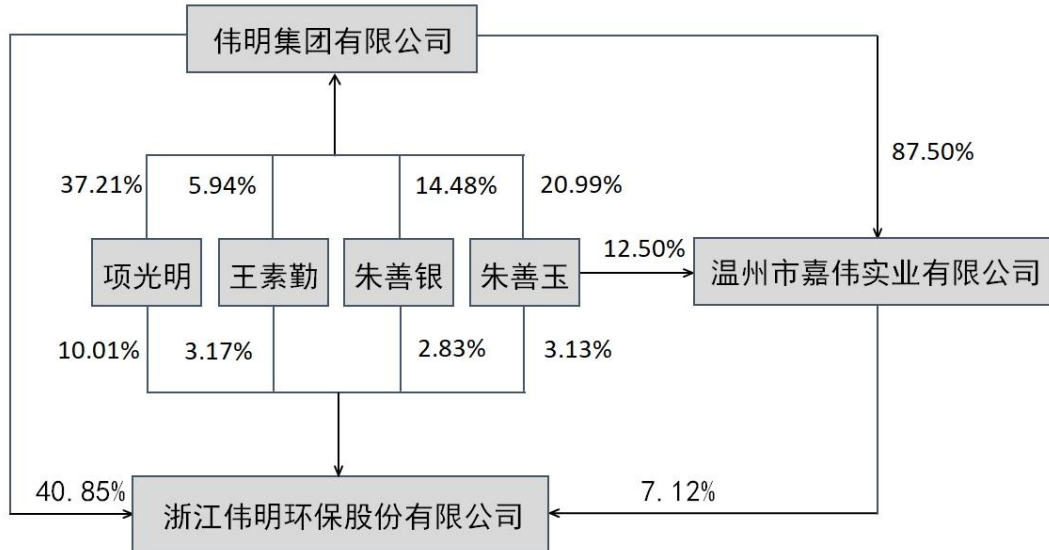 伟明集团有限公司
87.50%
37.21%
5.94%
14.48%
20.99%
项光明
王素勤
朱善银
朱善玉
12.50%
温州市嘉伟实业有限公司
10.01%
3.17%
2.83%
3.13%
40.85%
浙江伟明环保股份有限公司
7.12%